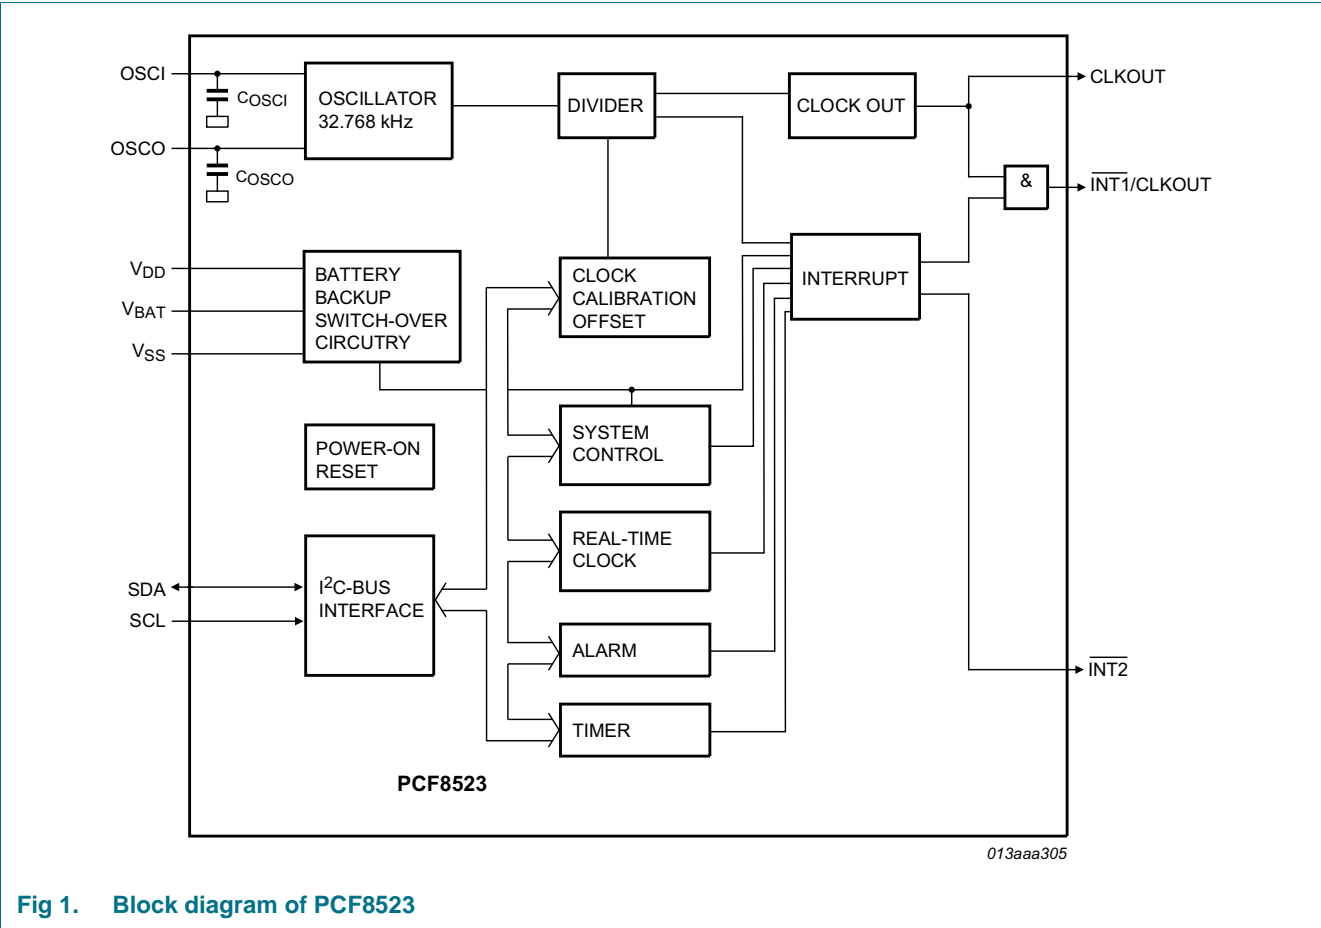 OSCI
COSCI
OSCILLATOR
32.768 kHz
DIVIDER
CLOCK OUT
CLKOUT
OSCO
COSCO
&
INT1/CLKOUT
VDD
VBAT
VSS
BATTERY
BACKUP
SWITCH-OVER
CIRCUTRY
CLOCK
CALIBRATION
OFFSET
INTERRUPT
POWER-ON
RESET
SYSTEM
CONTROL
REAL-TIME
CLOCK
SDA
SCL
I2C-BUS
INTERFACE
ALARM
INT2
TIMER
PCF8523
013aaa305
Fig 1. Block diagram of PCF8523